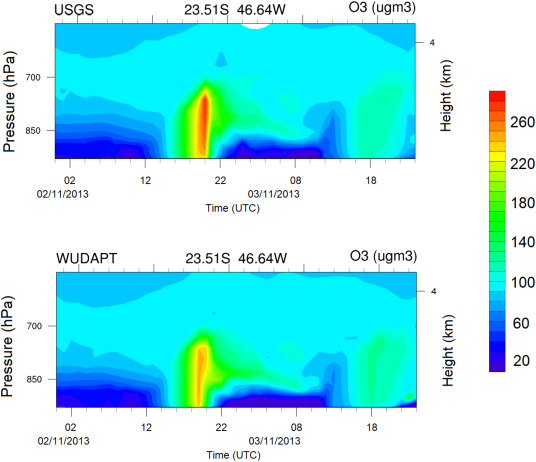 USGS 23.51S 46.64W O3 (ugm3)
Pressure (hPa)
700
850
4
Height (km)
02 12 22 08 18
02/11/2013 03/11/2013
Time (UTC)
WUDAPT 23.51S 46.64W O3 (ugm3)
Pressure (hPa)
700
850
4
Height (km)
02 12 22 08 18
02/11/2013 03/11/2013
Time (UTC)
260
220
180
140
100
60
20